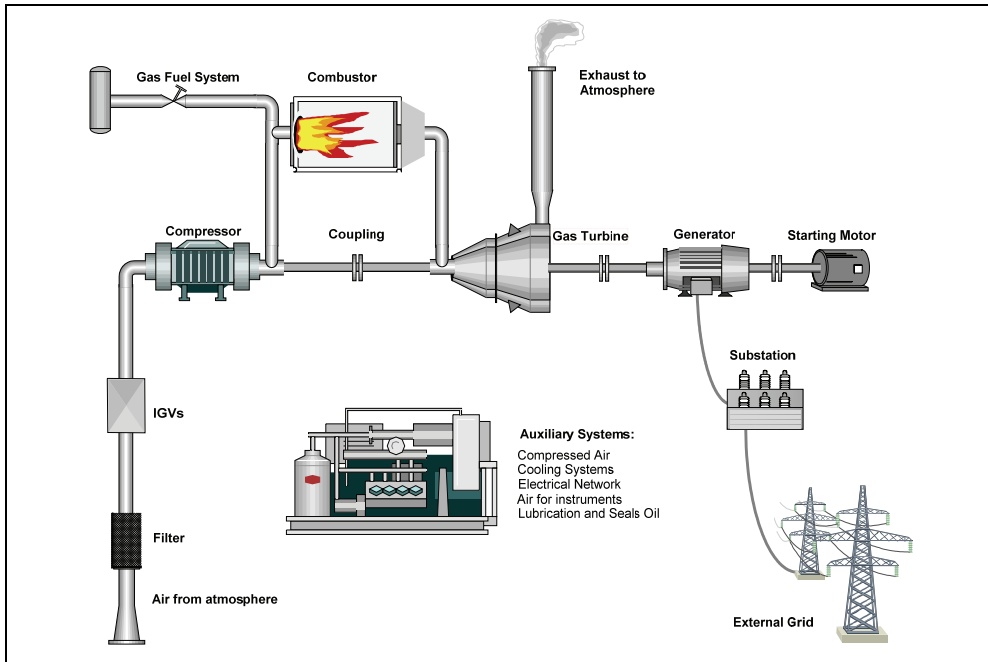 Gas Fuel System
Combustor
Exhaust to
Atmosphere
Compressor
Coupling
Gas Turbine
Generator
Starting Motor
Substation
IGVs
Auxiliary Systems:
Compressed Air
Cooling Systems
Electrical Network
Air for instruments
Lubrication and Seals Oil
Filter
Air from atmosphere
External Grid